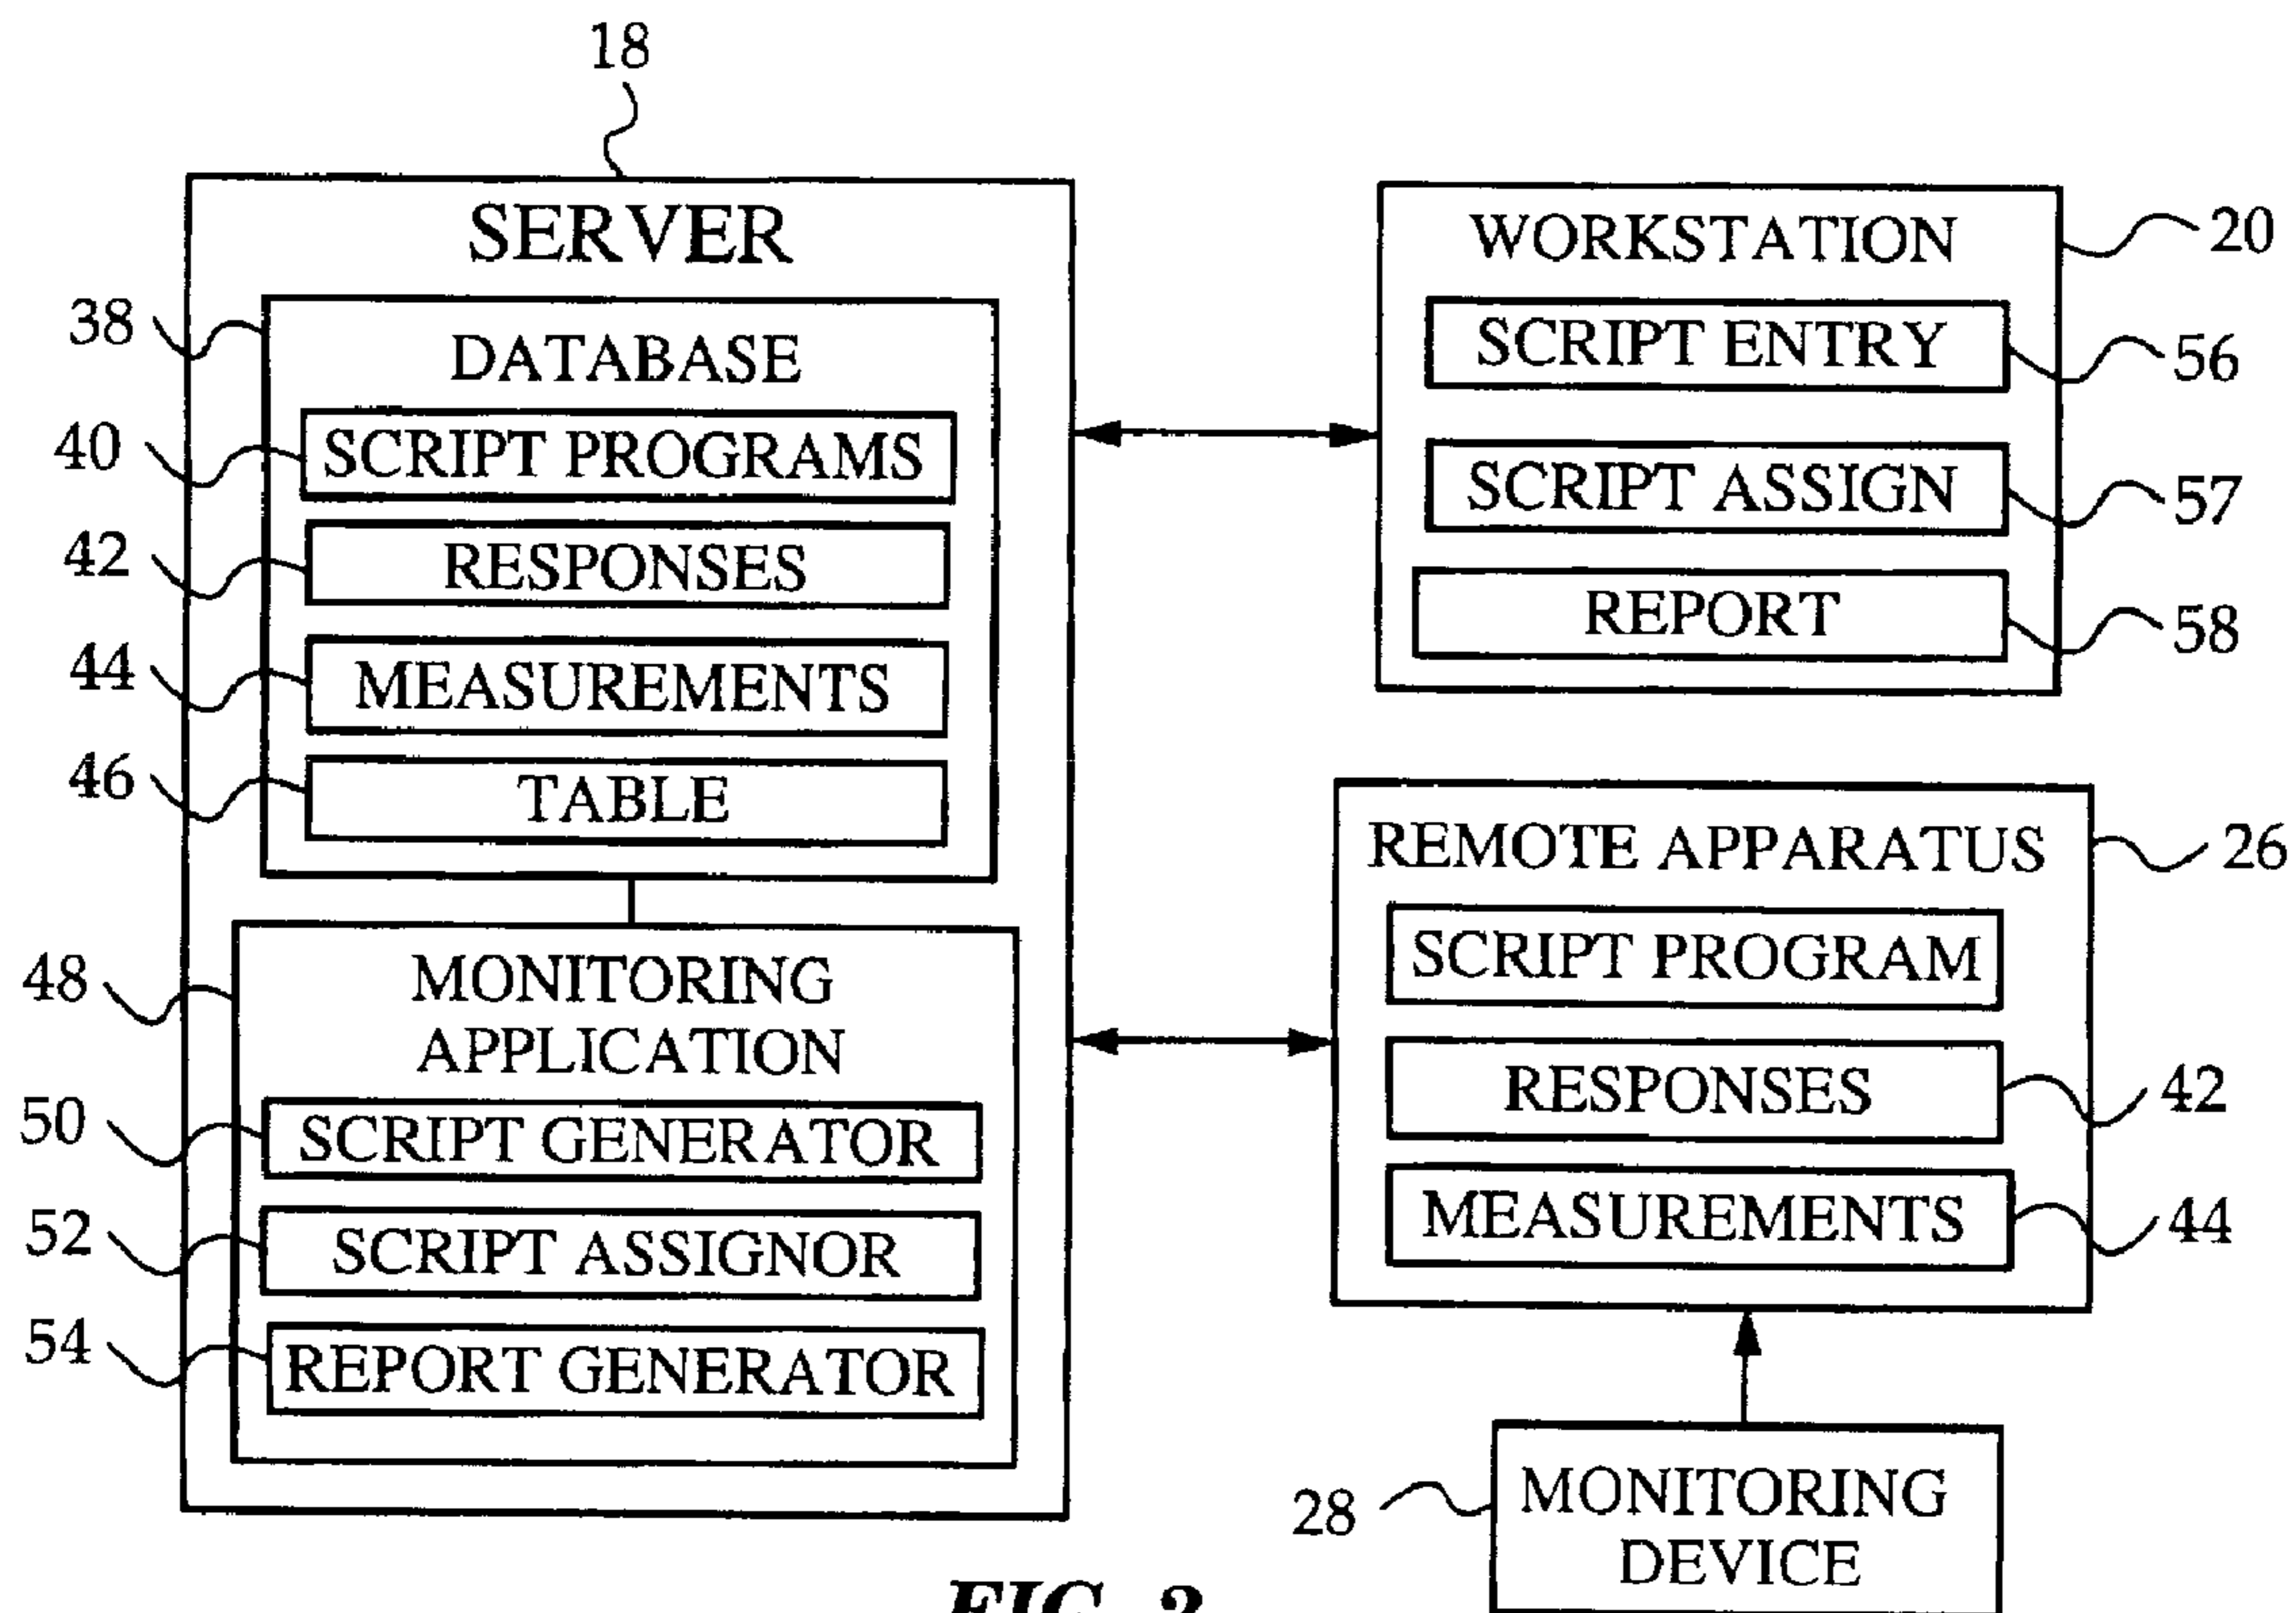 18
SERVER
38
DATABASE
40
SCRIPT PROGRAMS
42
RESPONSES
44
MEASUREMENTS
46
TABLE
48
MONITORING
APPLICATION
50
SCRIPT GENERATOR
52
SCRIPT ASSIGNOR
54
REPORT GENERATOR
WORKSTATION
20
SCRIPT ENTRY
56
SCRIPT ASSIGN
57
REPORT
58
REMOTE APPARATUS
26
SCRIPT PROGRAM
RESPONSES
42
MEASUREMENTS
44
28
MONITORING
DEVICE
FIG. 2